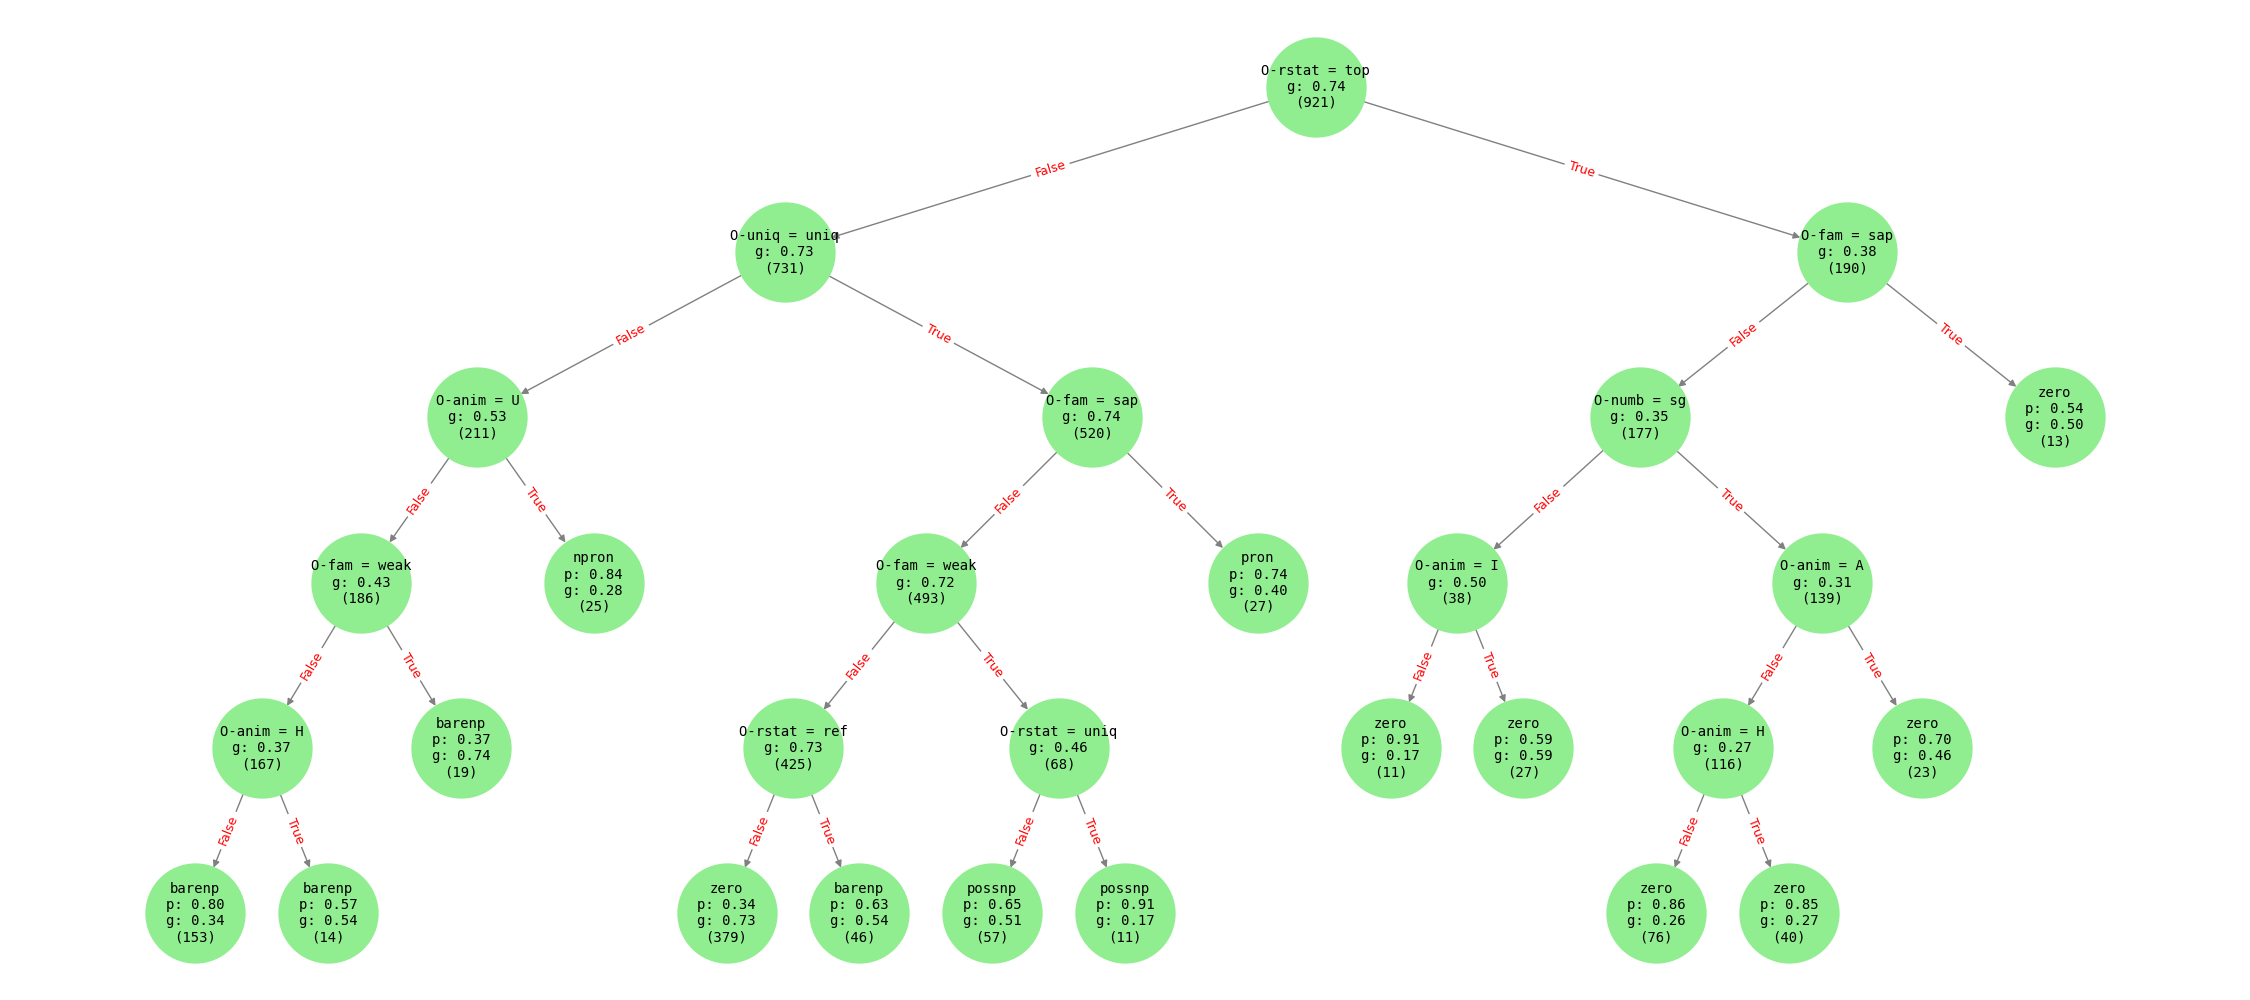 O-rstat = top
g: 0.74
(921)
False
True
O-uniq = uniq
g: 0.73
(731)
O-fam = sap
g: 0.38
(190)
False
True
False
True
O-anim = U
g: 0.53
(211)
O-fam = sap
g: 0.74
(520)
O-numb = sg
g: 0.35
(177)
zero
p: 0.54
g: 0.50
(13)
False
True
False
True
False
True
O-fam = weak
g: 0.43
(186)
npron
p: 0.84
g: 0.28
(25)
O-fam = weak
g: 0.72
(493)
pron
p: 0.74
g: 0.40
(27)
O-anim = I
g: 0.50
(38)
O-anim = A
g: 0.31
(139)
False
True
False
True
False
True
False
True
O-anim = H
g: 0.37
(167)
barenp
p: 0.37
g: 0.74
(19)
O-rstat = ref
g: 0.73
(425)
O-rstat = uniq
g: 0.46
(68)
zero
p: 0.91
g: 0.17
(11)
zero
p: 0.59
g: 0.59
(27)
O-anim = H
g: 0.27
(116)
zero
p: 0.70
g: 0.46
(23)
False
True
False
True
False
True
False
True
barenp
p: 0.80
g: 0.34
(153)
barenp
p: 0.57
g: 0.54
(14)
zero
p: 0.34
g: 0.73
(379)
barenp
p: 0.63
g: 0.54
(46)
possnp
p: 0.65
g: 0.51
(57)
possnp
p: 0.91
g: 0.17
(11)
zero
p: 0.86
g: 0.26
(76)
zero
p: 0.85
g: 0.27
(40)